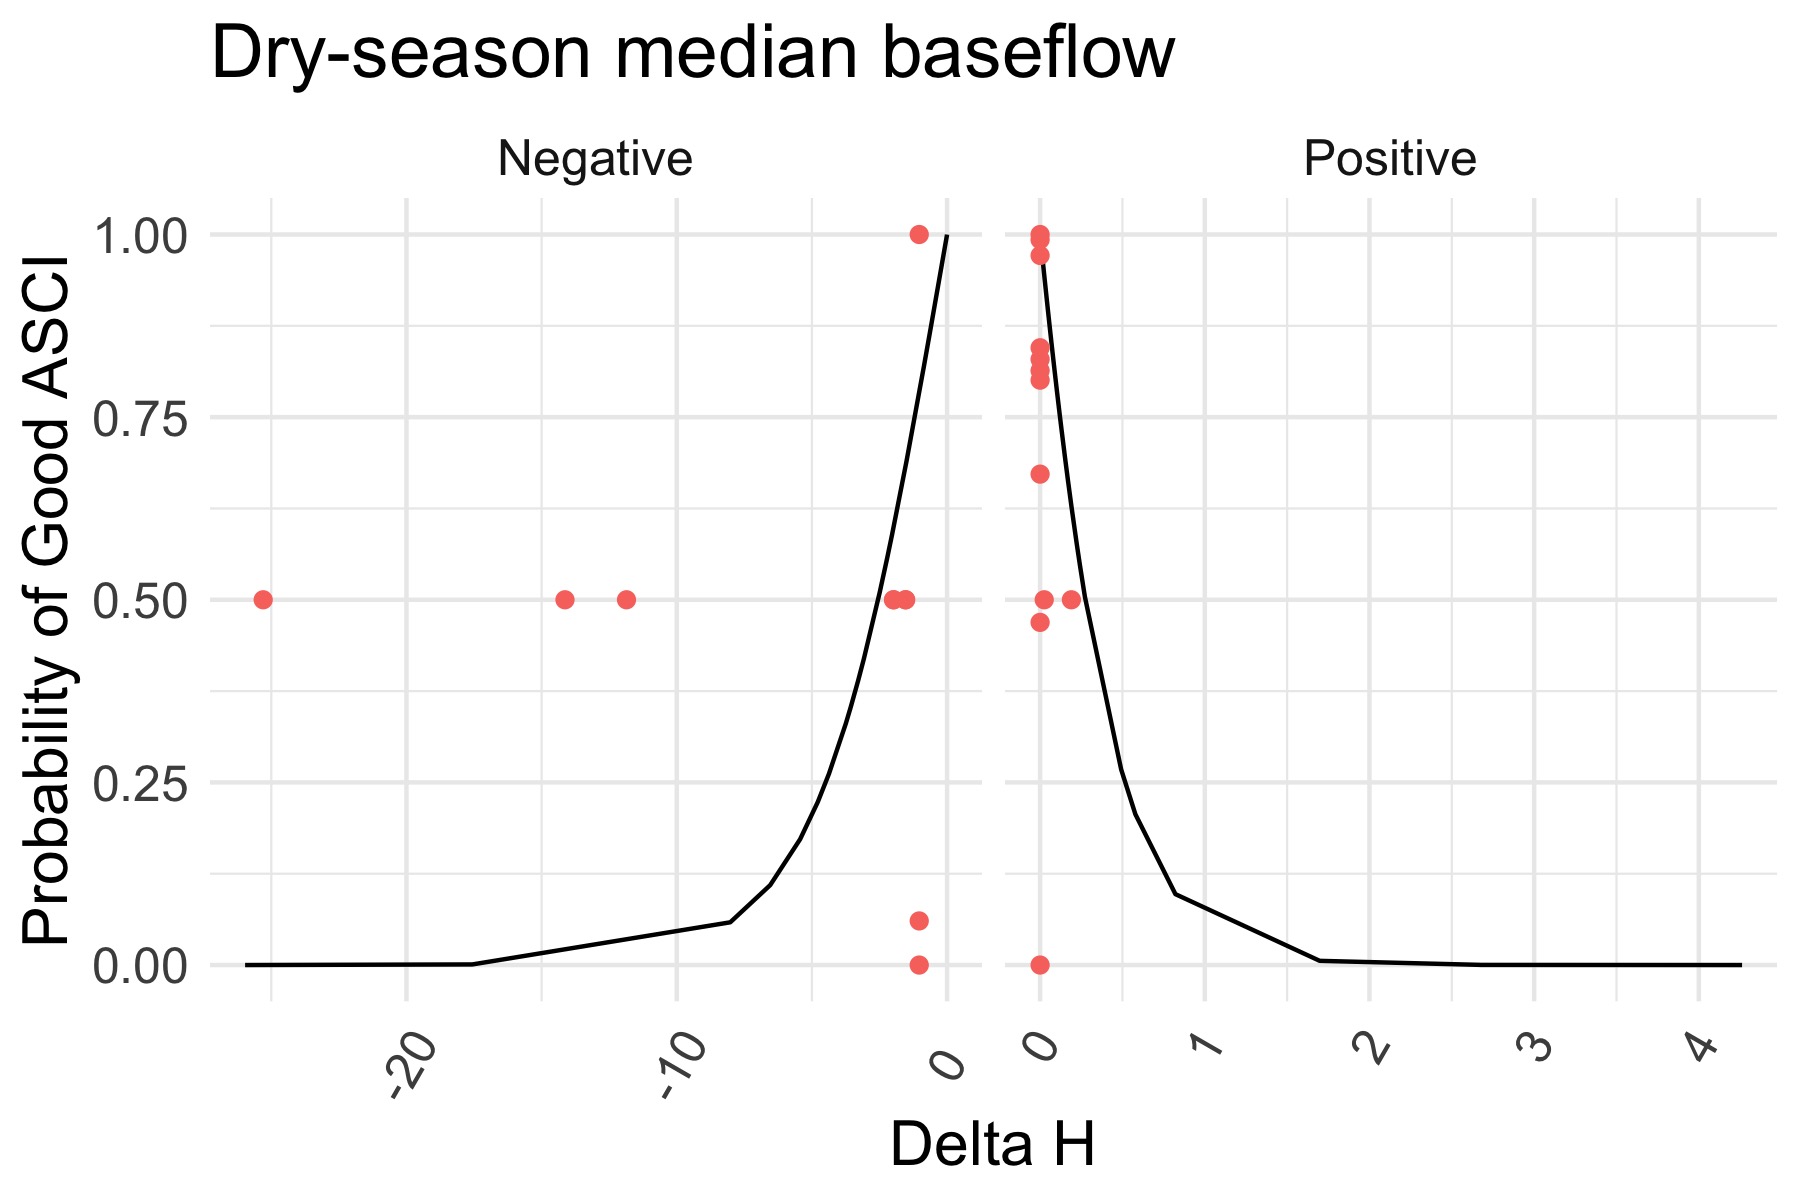 Dry-season median baseflow
Negative
Positive
Probability of Good ASCI
1.00
0.75
0.50
0.25
0.00
-20
-10
0
0
1
2
3
4
Delta H